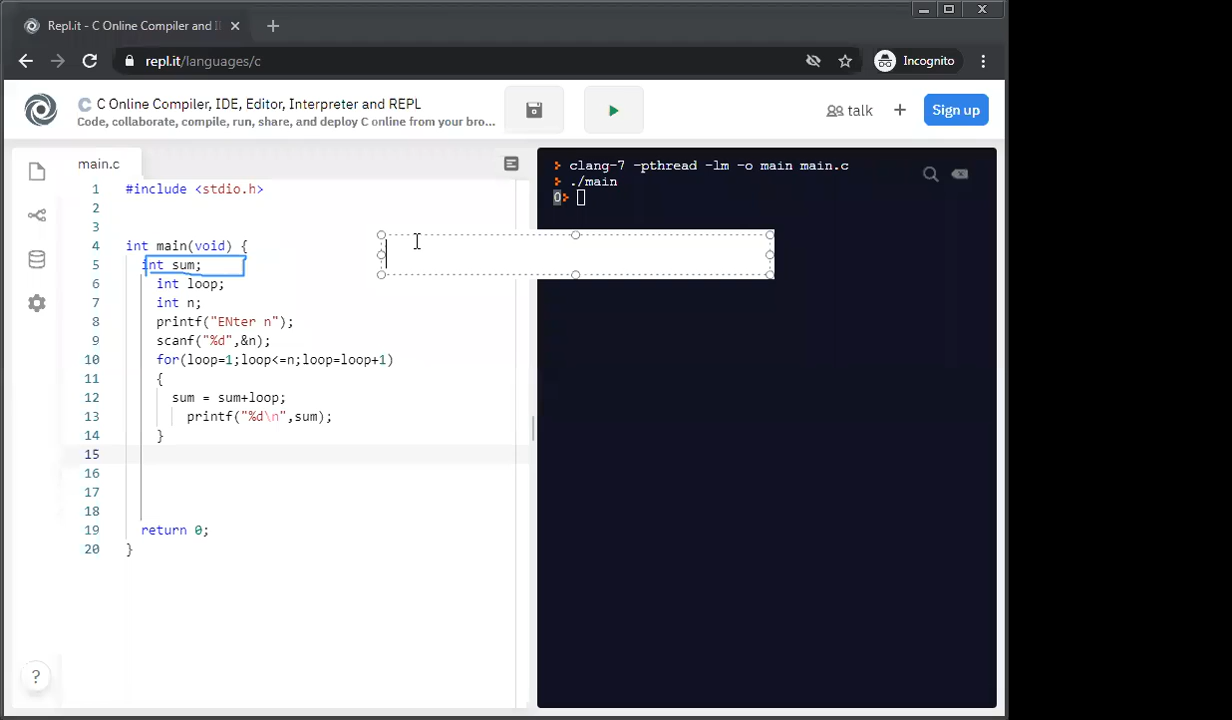 Repl.it - C Online Compiler and I
repl.it/languages/c
Incognito
C Online Compiler, IDE, Editor, Interpreter and REPL
Code, collaborate, compile, run, share, and deploy C online from your bro...
talk
Sign up
main.c
1 #include <stdio.h>
2
3
4 int main(void) {
5 int sum;
6 int loop;
7 int n;
8 printf("ENter n");
9 scanf("%d",&n);
10 for(loop=1;loop<=n;loop=loop+1)
11 {
12 sum = sum+loop;
13 printf("%d\n",sum);
14 }
15
16
17
18
19 return 0;
20 }
> clang-7 -pthread -lm -o main main.c
> ./main
0>
?